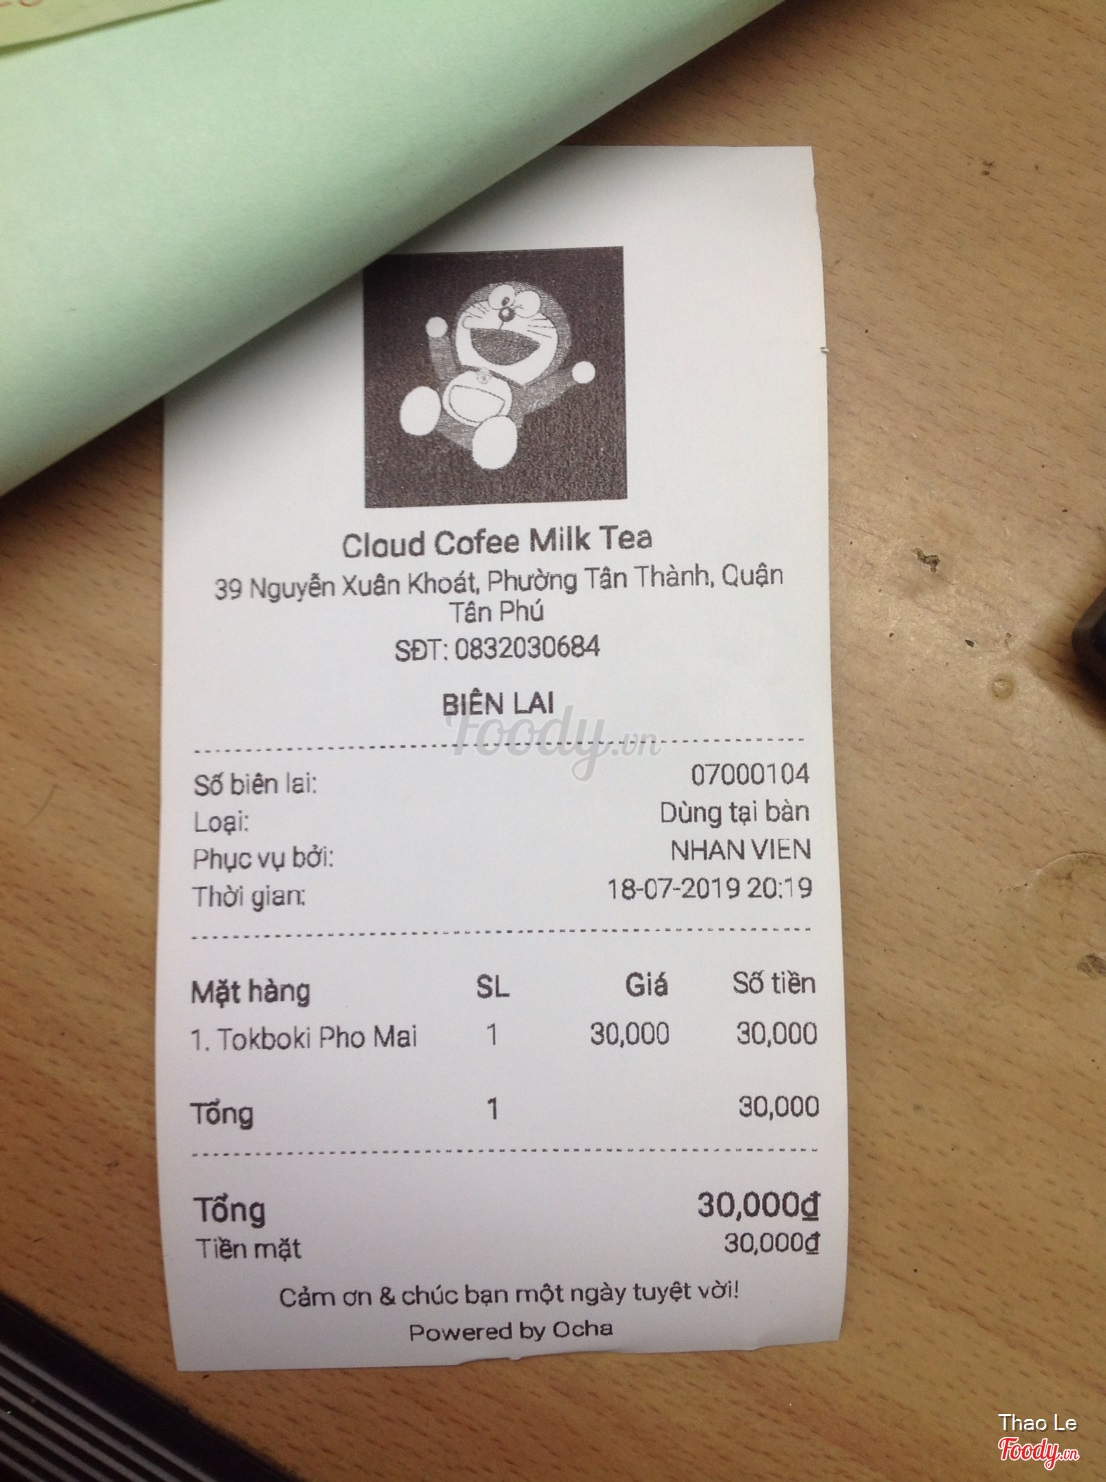 Cloud Cofee Milk Tea
39 Nguyễn Xuân Khoát, Phường Tân Thành, Quận
Tân Phú
SĐT: 0832030684
BIÊN LAI
Foody.vn
Số biên lai: 07000104
Loại: Dùng tại bàn
Phục vụ bởi: NHAN VIEN
Thời gian: 18-07-2019 20:19
Mặt hàng SL Giá Số tiền
1. Tokboki Pho Mai 1 30,000 30,000
Tổng 1 30,000
Tổng 30,000₫
Tiền mặt 30,000₫
Cảm ơn & chúc bạn một ngày tuyệt vời!
Powered by Ocha
Thao Le
Foody.vn